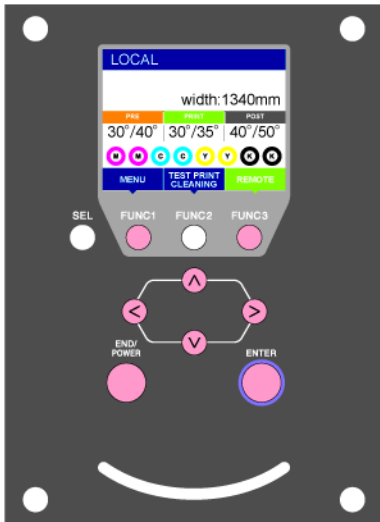 LOCAL
width:1340mm
PRE PRINT POST
30°/40° 30°/35° 40°/50°
M M C C Y Y K K
MENU TEST PRINT CLEANING REMOTE
SEL FUNC1 FUNC2 FUNC3
END/
POWER
ENTER